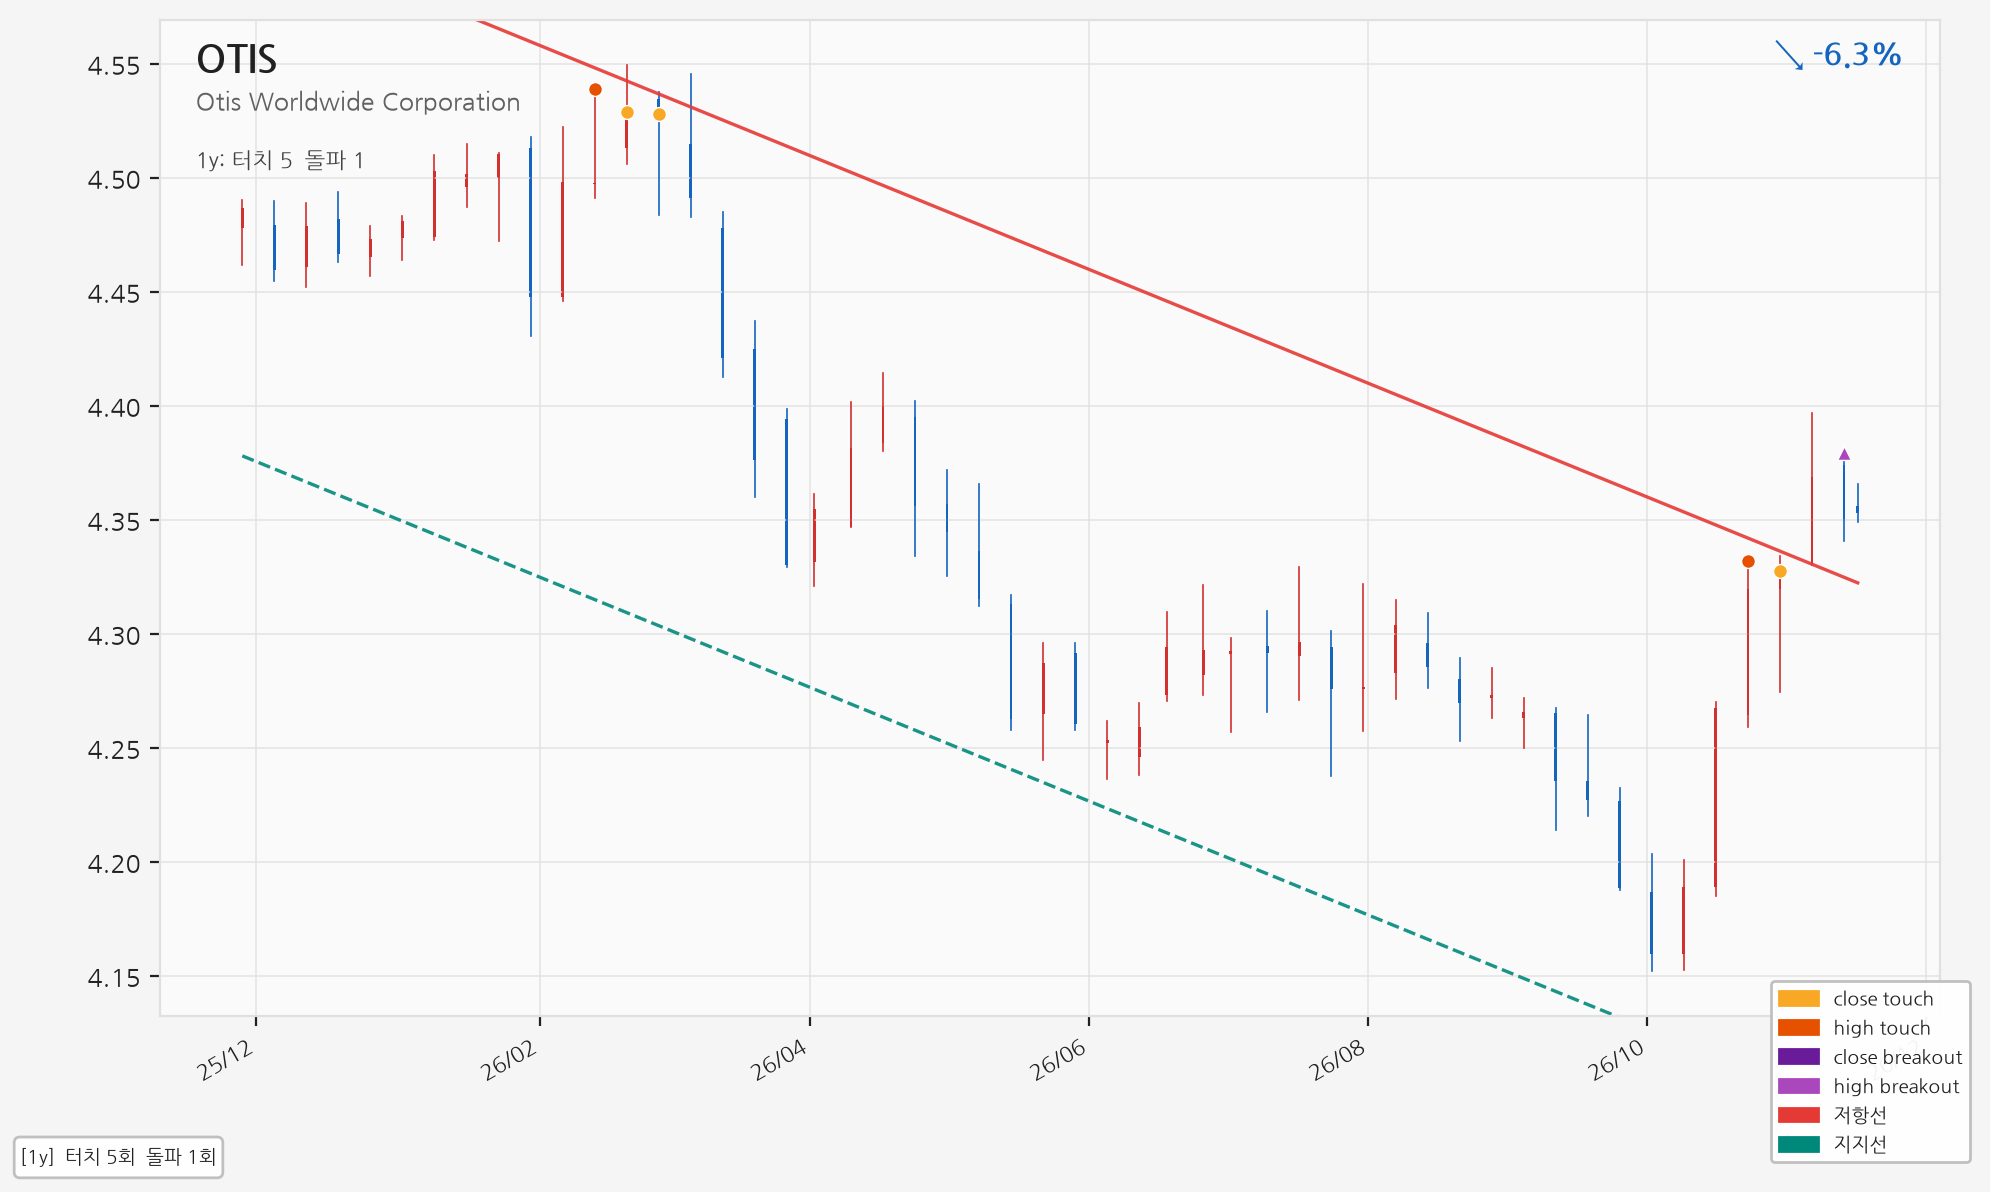 OTIS
Otis Worldwide Corporation
1y: 터치 5 돌파 1
-6.3%
4.55
4.50
4.45
4.40
4.35
4.30
4.25
4.20
4.15
25/12
26/02
26/04
26/06
26/08
26/10
close touch
high touch
close breakout
high breakout
저항선
지지선
[1y] 터치 5회 돌파 1회